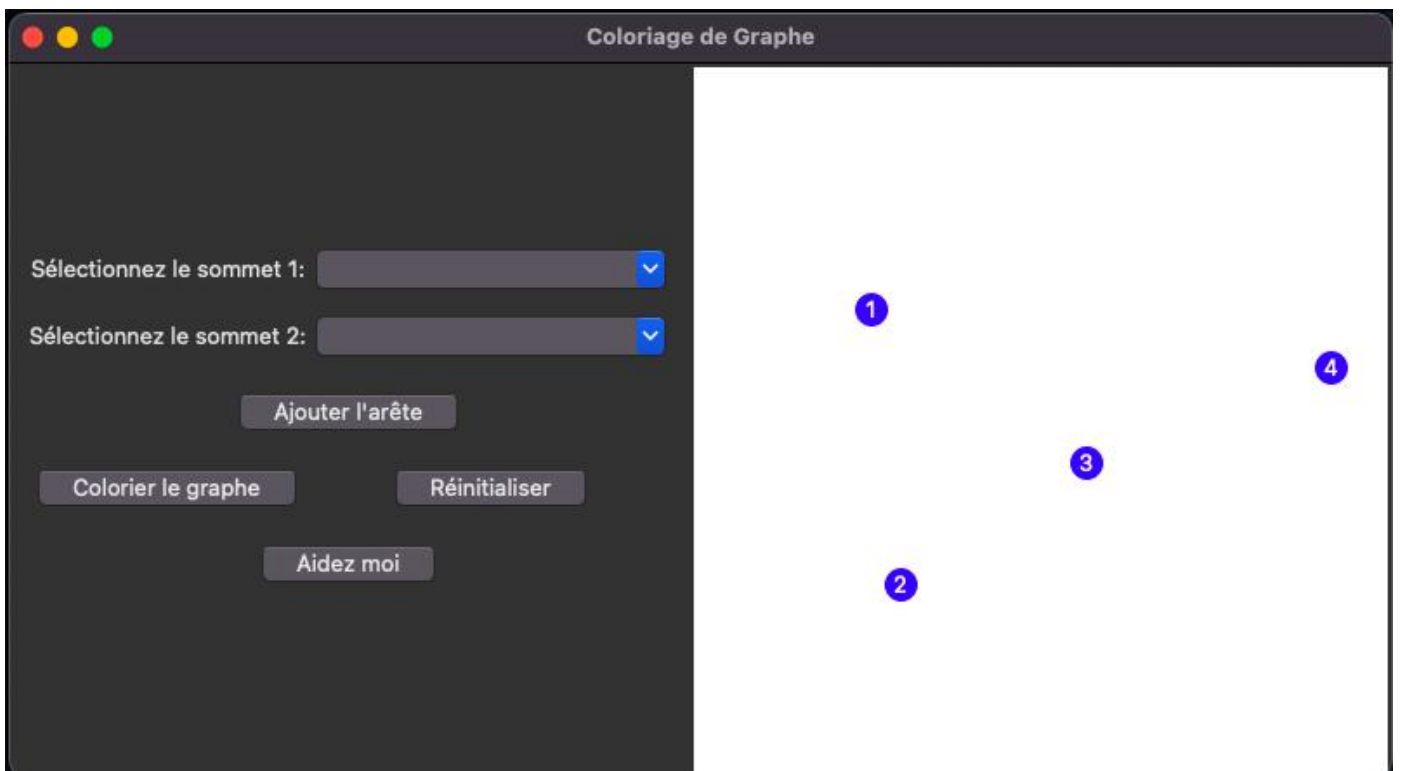 Coloriage de Graphe
Sélectionnez le sommet 1:
Sélectionnez le sommet 2:
Ajouter l'arête
Colorier le graphe
Réinitialiser
Aidez moi
1
4
3
2